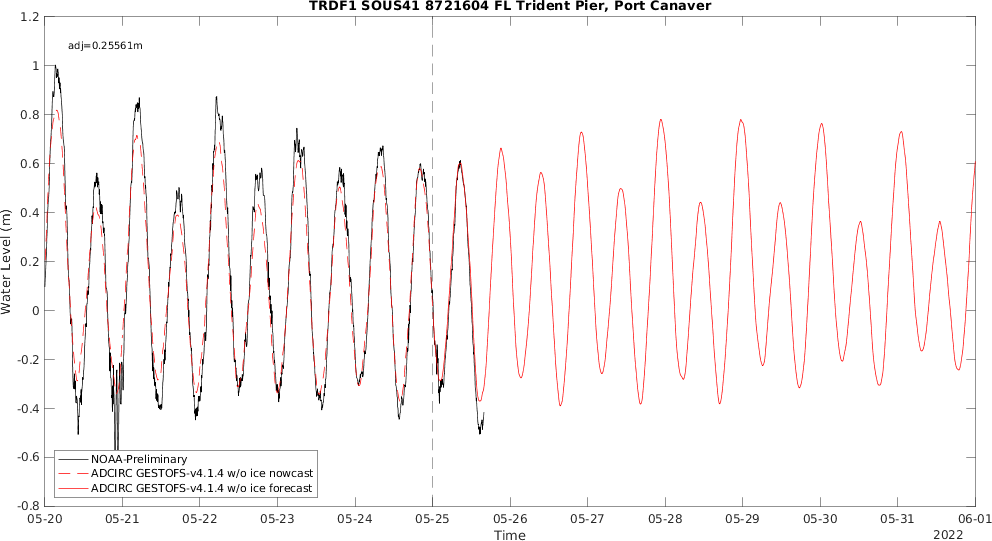 TRDF1 SOUS41 8721604 FL Trident Pier, Port Canaver
adj=0.25561m
1.2
1
0.8
0.6
0.4
0.2
0
-0.2
-0.4
-0.6
-0.8
Water Level (m)
NOAA-Preliminary
ADCIRC GESTOFS-v4.1.4 w/o ice nowcast
ADCIRC GESTOFS-v4.1.4 w/o ice forecast
05-20 05-21 05-22 05-23 05-24 05-25 05-26 05-27 05-28 05-29 05-30 05-31 06-01
Time
2022